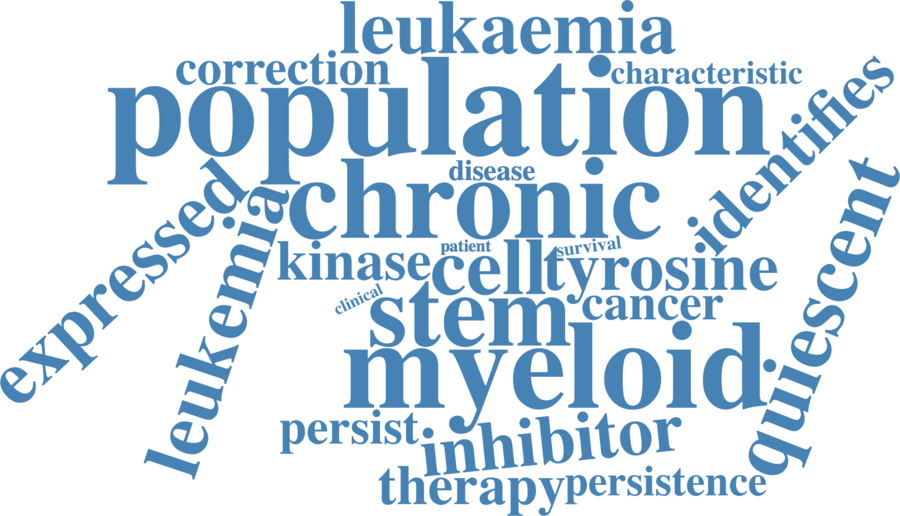 leukaemia
correction
characteristic
population
identifies
disease
expressed
chronic
quiescent
leukemia
patient
survival
kinase
cell
tyrosine
clinical
stem
cancer
myeloid
persist
inhibitor
therapy
persistence